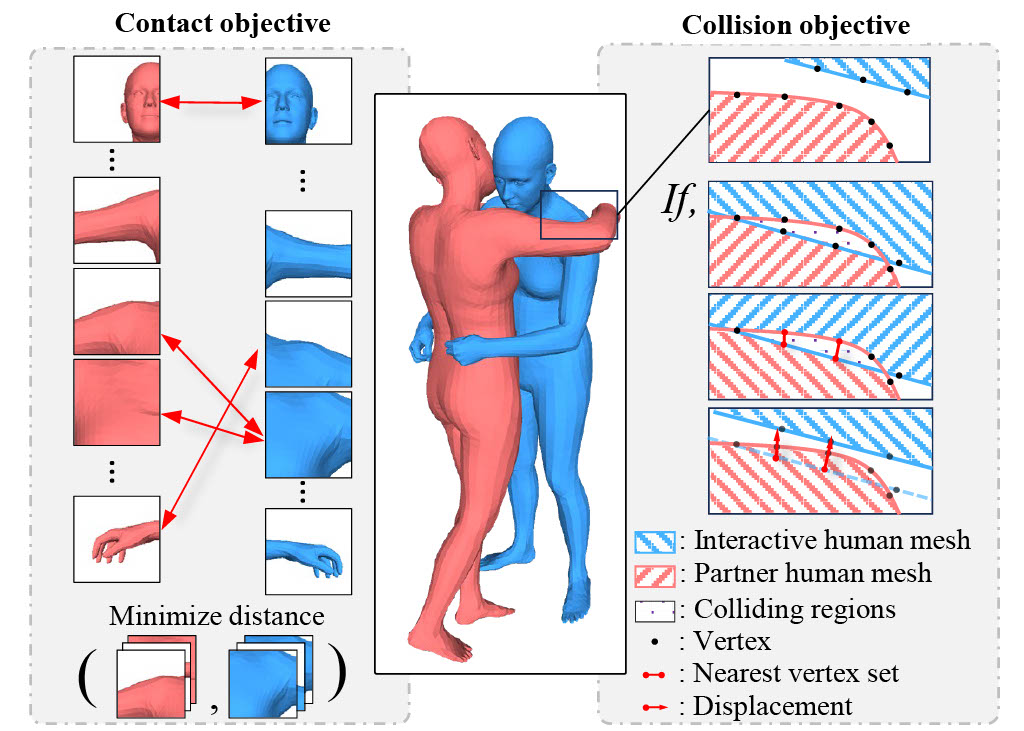 Contact objective
Collision objective
If,
Minimize distance
( , )
: Interactive human mesh
: Partner human mesh
: Colliding regions
: Vertex
: Nearest vertex set
: Displacement